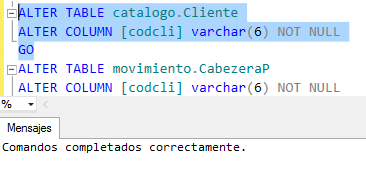 ALTER TABLE catalogo.Cliente
ALTER COLUMN [codcli] varchar(6) NOT NULL
GO
ALTER TABLE movimiento.CabezeraP
ALTER COLUMN [codcli] varchar(6) NOT NULL
%
Mensajes
Comandos completados correctamente.